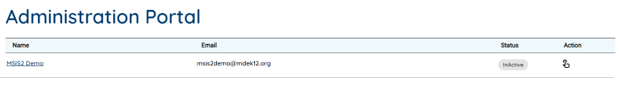 Administration Portal
Name Email Status Action
MSIS2 Demo msis2demo@mdek12.org InActive